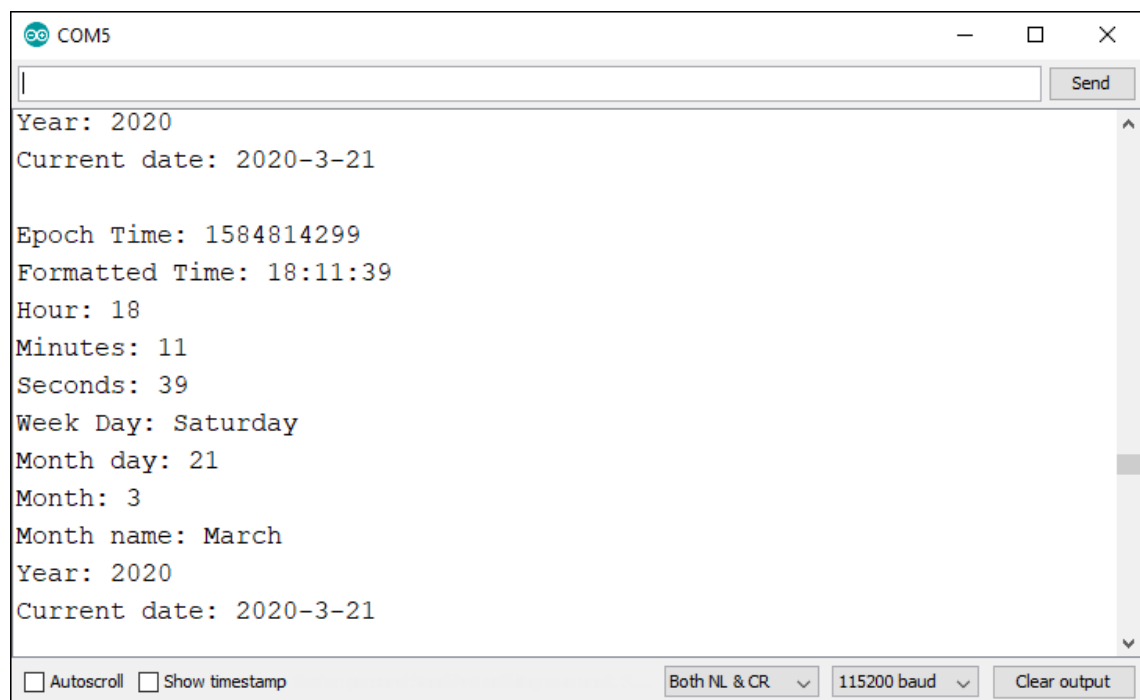 COM5
Send
Year: 2020
Current date: 2020-3-21
Epoch Time: 1584814299
Formatted Time: 18:11:39
Hour: 18
Minutes: 11
Seconds: 39
Week Day: Saturday
Month day: 21
Month: 3
Month name: March
Year: 2020
Current date: 2020-3-21
Autoscroll Show timestamp Both NL & CR 115200 baud Clear output